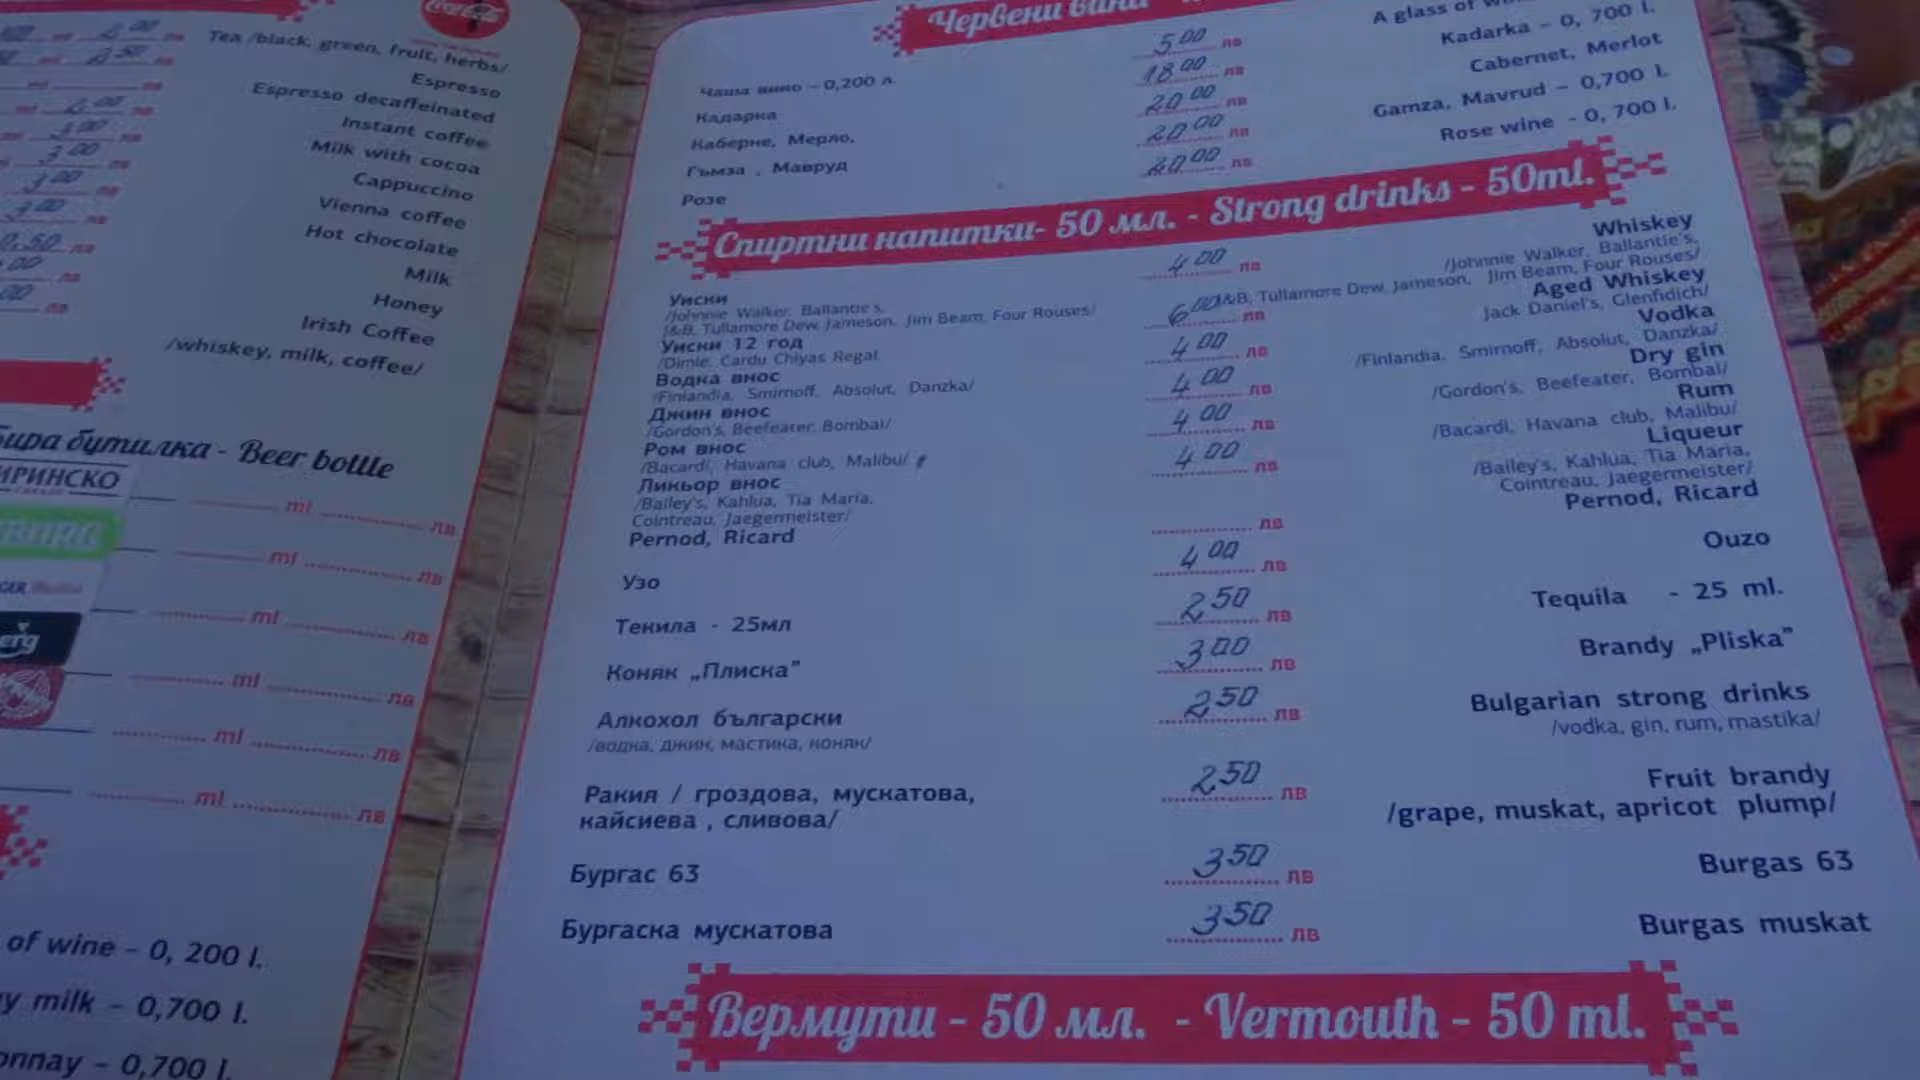 Tea /black, green, fruit, herbs/
Espresso
Espresso decaffeinated
Instant coffee
Milk with cocoa
Cappuccino
Vienna coffee
Hot chocolate
Milk
Honey
Irish Coffee
/whiskey, milk, coffee/
бутилка - Beer bottle
ml лв
ml лв
ml лв
ml лв
ml лв
ml лв
of wine - 0, 200 l.
milk - 0,700 l.
0,700 l.
Coca-Cola
Червени вина
Чаша вино - 0,200 л. 5.00 лв A glass of
Кадарка 18.00 лв Kadarka - 0, 700 l.
Каберне, Мерло, 20.00 лв Cabernet, Merlot
Гъмза , Мавруд 20.00 лв Gamza, Mavrud - 0,700 l.
Розе 20.00 лв Rose wine - 0, 700 l.
Спиртни напитки- 50 мл. - Strong drinks - 50ml.
Уиски 4.00 лв Whiskey
/Johnnie Walker, Ballantie's, /Johnnie Walker, Ballantie's,
J&B, Tullamore Dew, Jameson, Jim Beam, Four Rouses/ J&B, Tullamore Dew, Jameson, Jim Beam, Four Rouses/
Уиски 12 год 6.00 лв Aged Whiskey
/Dimle, Cardu Chiyas Regal Jack Daniel's, Glenfidich/
Водка внос 4.00 лв Vodka
/Finlandia, Smirnoff, Absolut, Danzka/ /Finlandia, Smirnoff, Absolut, Danzka/
Джин внос 4.00 лв Dry gin
/Gordon's, Beefeater, Bombai/ /Gordon's, Beefeater, Bombai/
Ром внос 4.00 лв Rum
/Bacardi, Havana club, Malibu/ /Bacardi, Havana club, Malibu/
Ликьор внос 4.00 лв Liqueur
/Bailey's, Kahlua, Tia Maria, /Bailey's, Kahlua, Tia Maria,
Cointreau, Jaegermeister/ Cointreau, Jaegermeister/
Pernod, Ricard лв Pernod, Ricard
Узо 4.00 лв Ouzo
Текила - 25мл 2.50 лв Tequila - 25 ml.
Коняк „Плиска” 3.00 лв Brandy „Pliska”
Алкохол български 2.50 лв Bulgarian strong drinks
/водка, джин, мастика, коняк/ /vodka, gin, rum, mastika/
Ракия / гроздова, мускатова, 2.50 лв Fruit brandy
кайсиева , сливова/ /grape, muskat, apricot plump/
Бургас 63 3.50 лв Burgas 63
Бургаска мускатова 3.50 лв Burgas muskat
Вермути - 50 мл. - Vermouth - 50 ml.